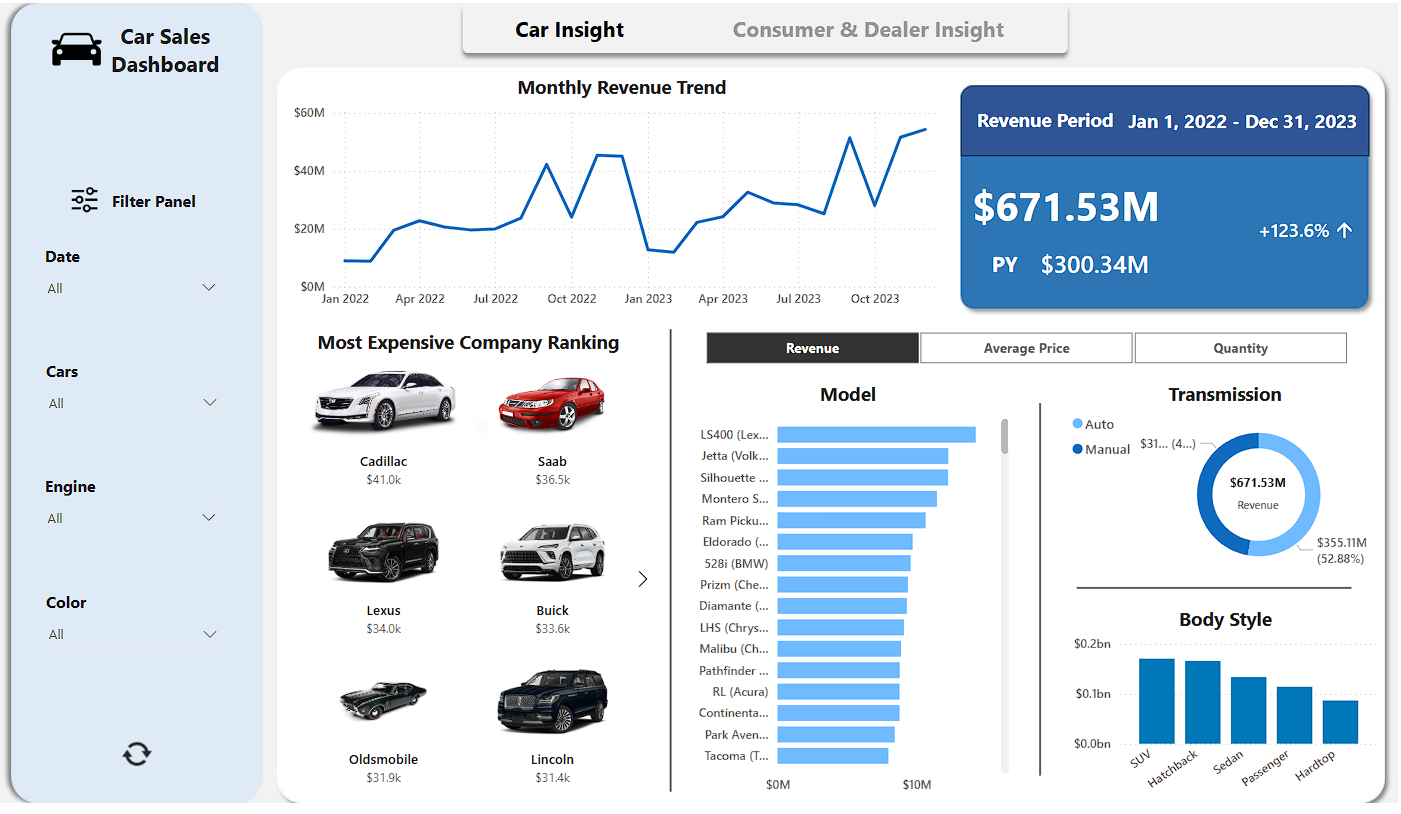 Car Sales
Dashboard
Filter Panel
Date
All
Cars
All
Engine
All
Color
All
Car Insight
Consumer & Dealer Insight
Monthly Revenue Trend
$60M
$40M
$20M
$0M
Jan 2022 Apr 2022 Jul 2022 Oct 2022 Jan 2023 Apr 2023 Jul 2023 Oct 2023
Revenue Period Jan 1, 2022 - Dec 31, 2023
$671.53M
+123.6%
PY $300.34M
Most Expensive Company Ranking
Cadillac
$41.0k
Saab
$36.5k
Lexus
$34.0k
Buick
$33.6k
Oldsmobile
$31.9k
Lincoln
$31.4k
Revenue
Average Price
Quantity
Model
LS400 (Lex...
Jetta (Volk...
Silhouette ...
Montero S...
Ram Picku...
Eldorado (...
528i (BMW)
Prizm (Che...
Diamante (...
LHS (Chrys...
Malibu (Ch...
Pathfinder ...
RL (Acura)
Continenta...
Park Aven...
Tacoma (T...
$0M $10M
Transmission
Auto
Manual
$31... (4...)
$671.53M
Revenue
$355.11M
(52.88%)
Body Style
$0.2bn
$0.1bn
$0.0bn
SUV
Hatchback
Sedan
Passenger
Hardtop